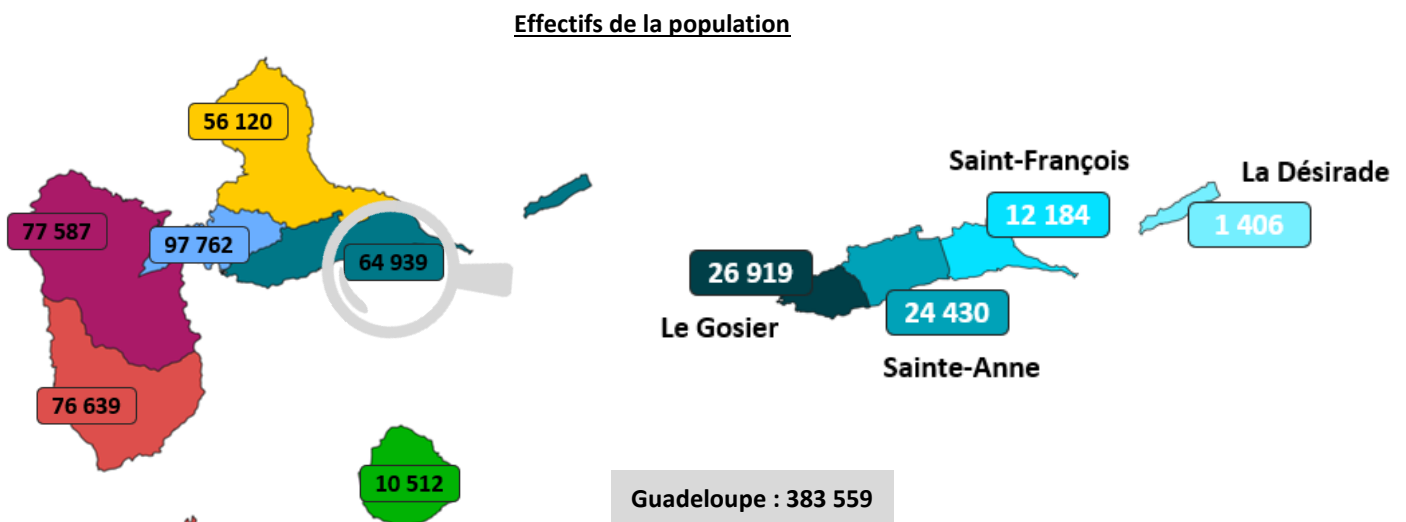 Effectifs de la population
56 120
77 587
97 762
64 939
76 639
10 512
Saint-François
12 184
La Désirade
1 406
26 919
Le Gosier
24 430
Sainte-Anne
Guadeloupe : 383 559